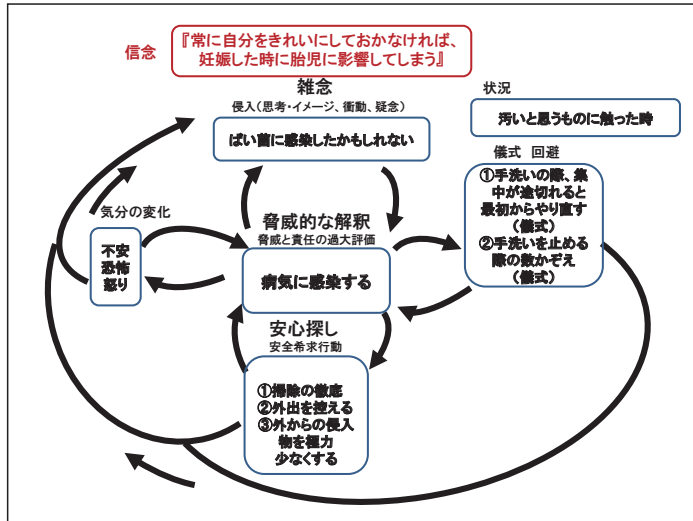 信念
『常に自分をきれいにしておかなければ、
妊娠した時に胎児に影響してしまう』
雑念
侵入(思考・イメージ、衝動、疑念)
ばい菌に感染したかもしれない
状況
汚いと思うものに触った時
儀式 回避
①手洗いの際、集
中が途切れると
最初からやり直す
(儀式)
②手洗いを止める
際の数かぞえ
(儀式)
気分の変化
不安
恐怖
怒り
脅威的な解釈
脅威と責任の過大評価
病気に感染する
安心探し
安全希求行動
①掃除の徹底
②外出を控える
③外からの侵入
物を極力
少なくする